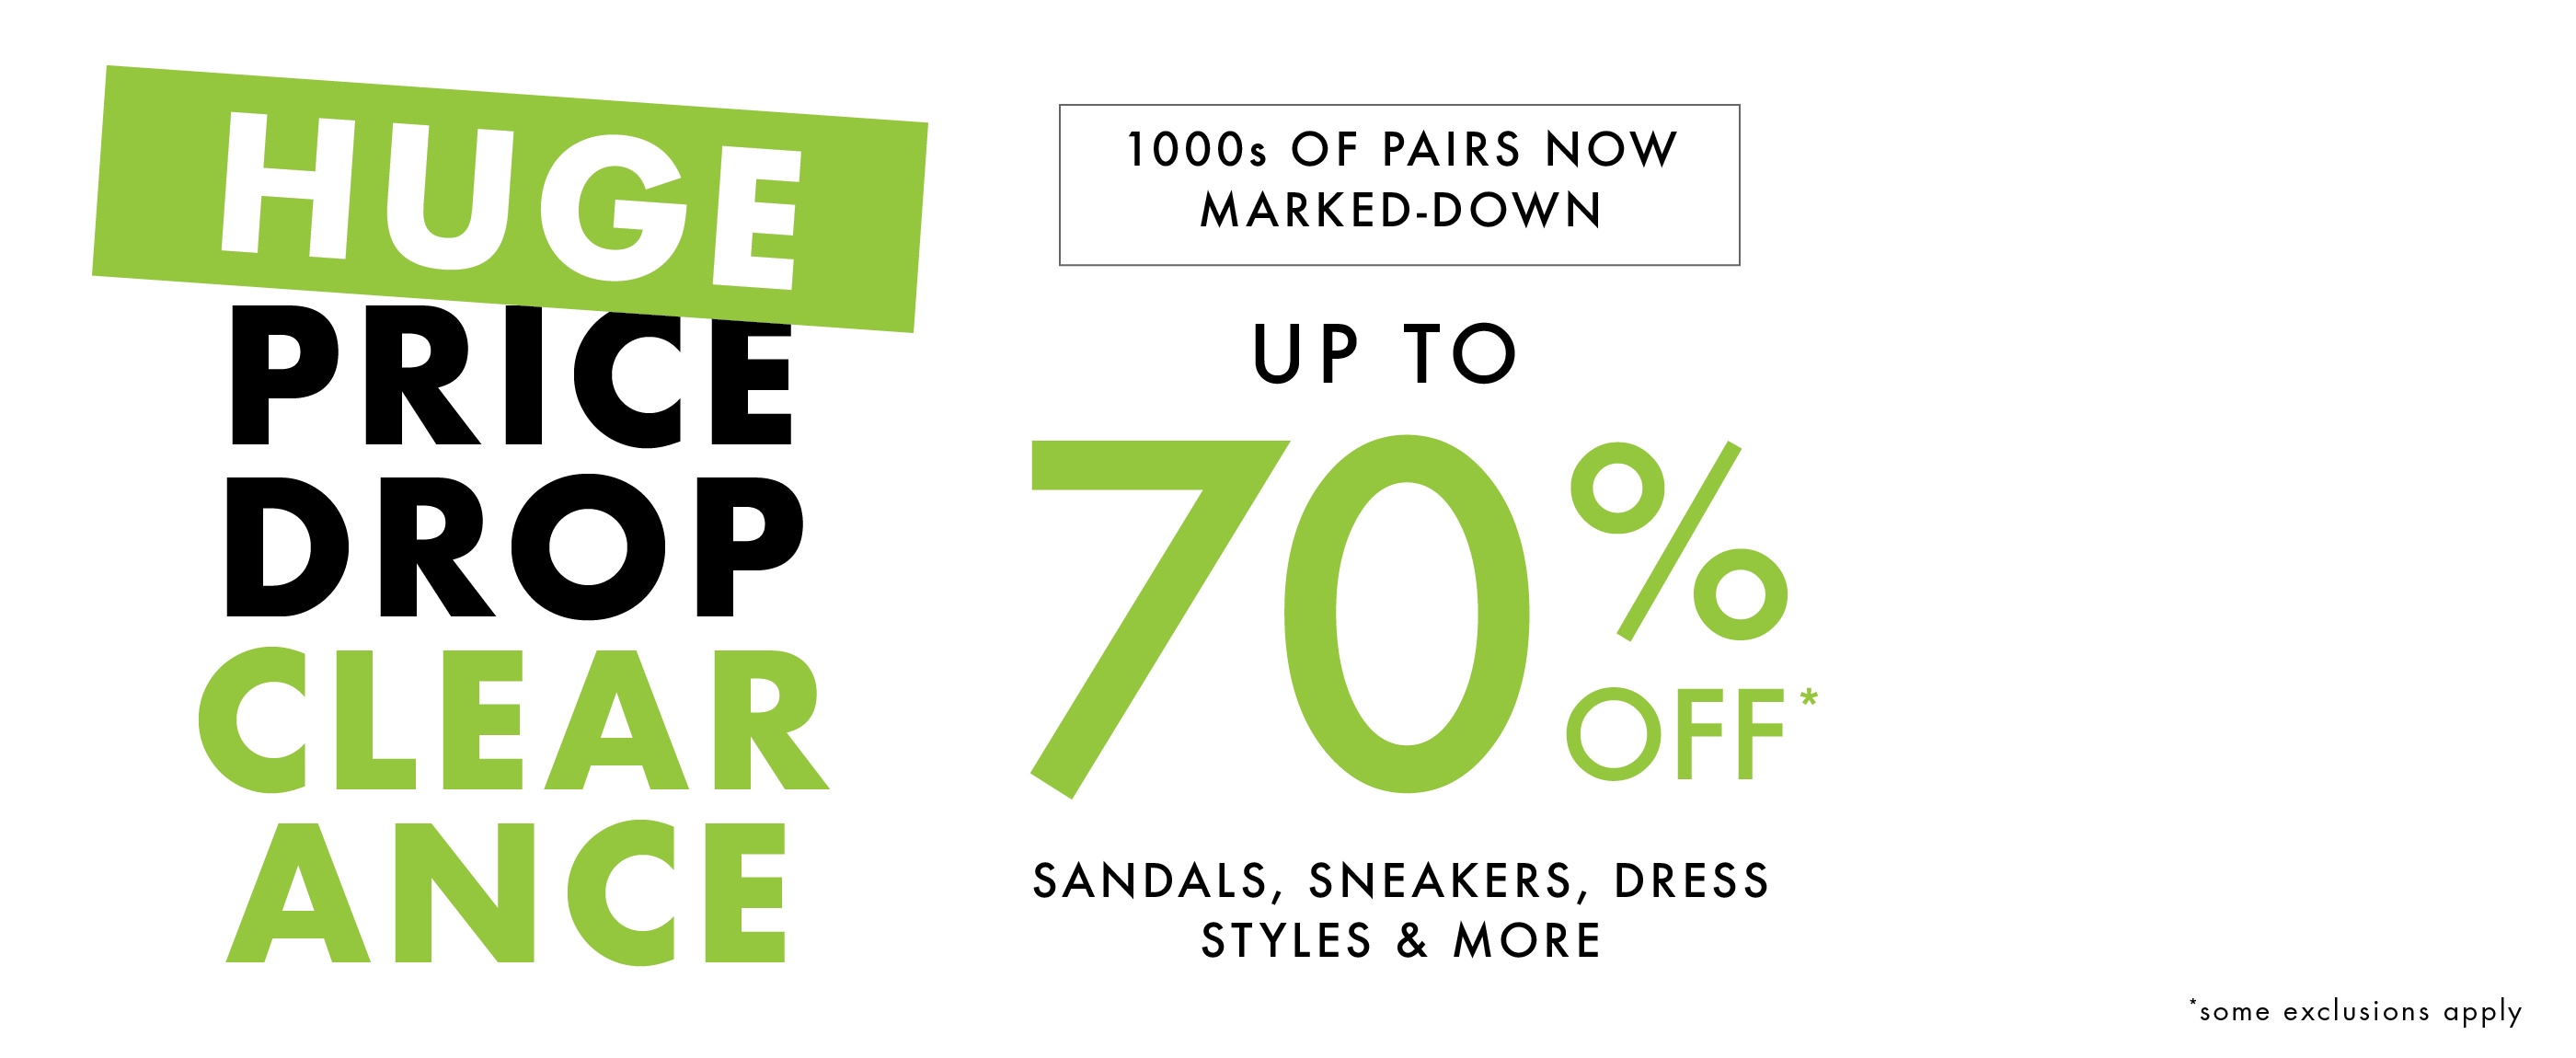 HUGE
PRICE
DROP
CLEAR
ANCE
1000s OF PAIRS NOW
MARKED-DOWN
UP TO
70%
OFF*
SANDALS, SNEAKERS, DRESS
STYLES & MORE
*some exclusions apply